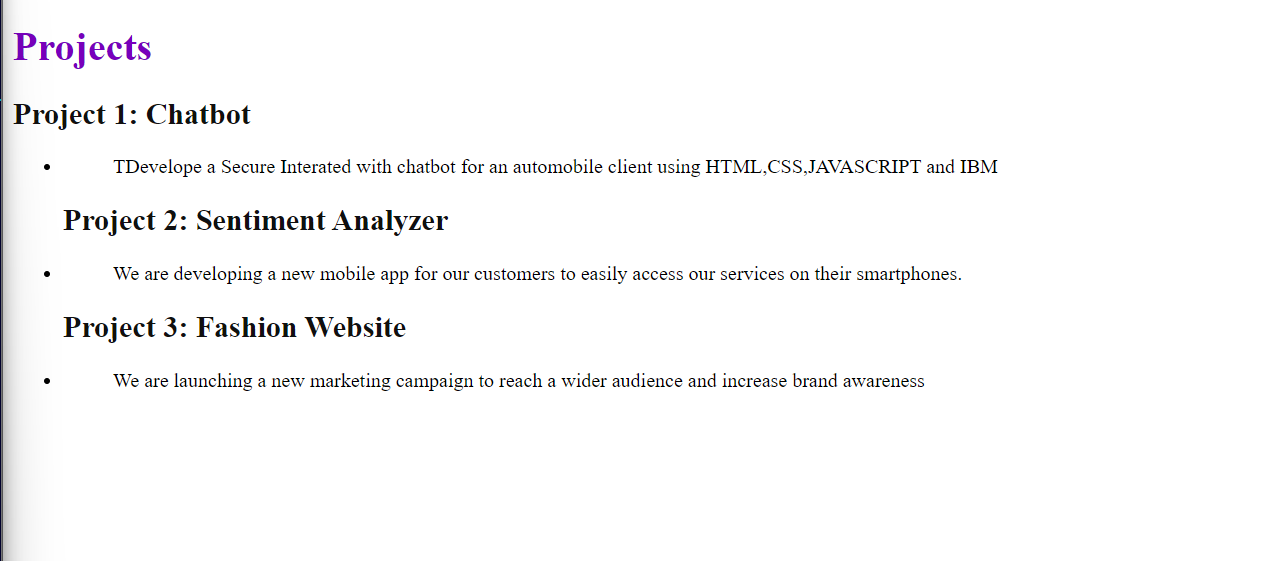 Projects
Project 1: Chatbot
TDevelope a Secure Interated with chatbot for an automobile client using HTML,CSS,JAVASCRIPT and IBM
Project 2: Sentiment Analyzer
We are developing a new mobile app for our customers to easily access our services on their smartphones.
Project 3: Fashion Website
We are launching a new marketing campaign to reach a wider audience and increase brand awareness